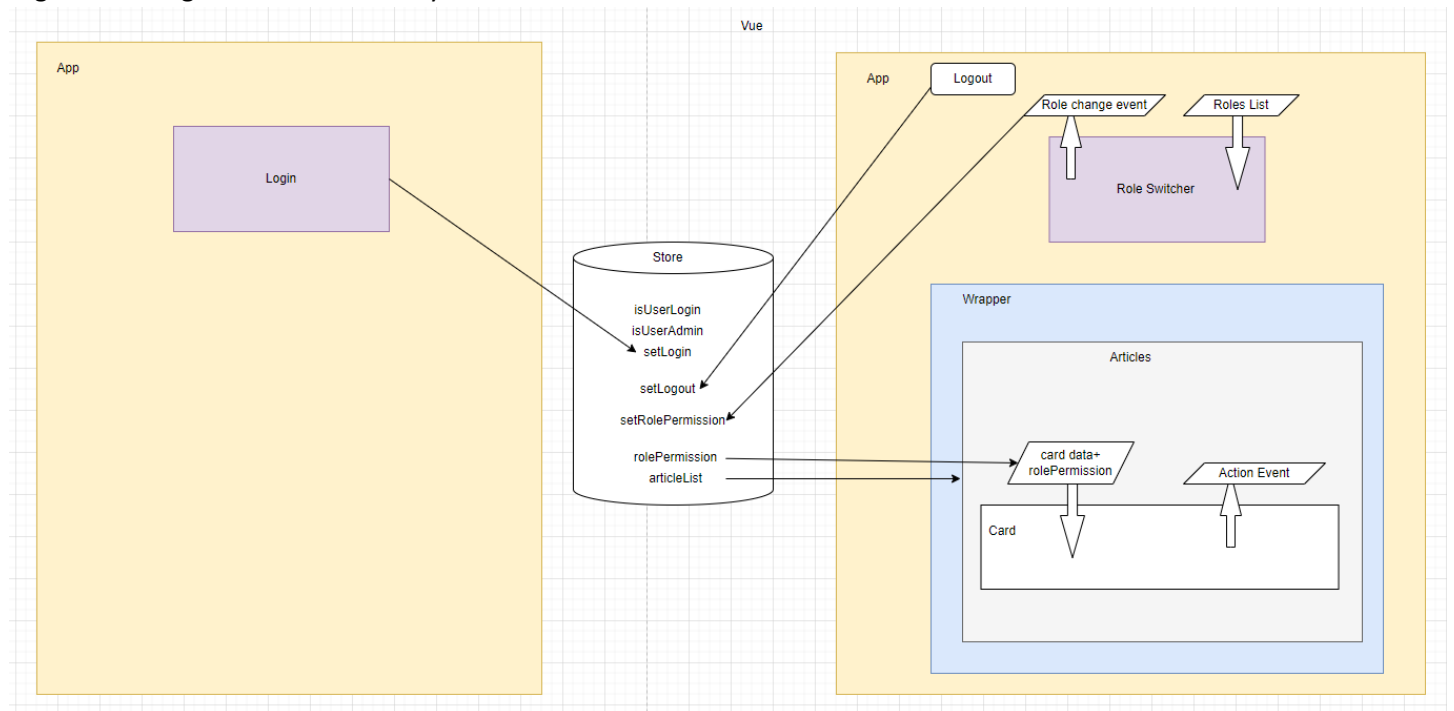 Vue
App
Login
Store
isUserLogin
isUserAdmin
setLogin
setLogout
setRolePermission
rolePermission
articleList
App
Logout
Role change event
Roles List
Role Switcher
Wrapper
Articles
card data+
rolePermission
Action Event
Card